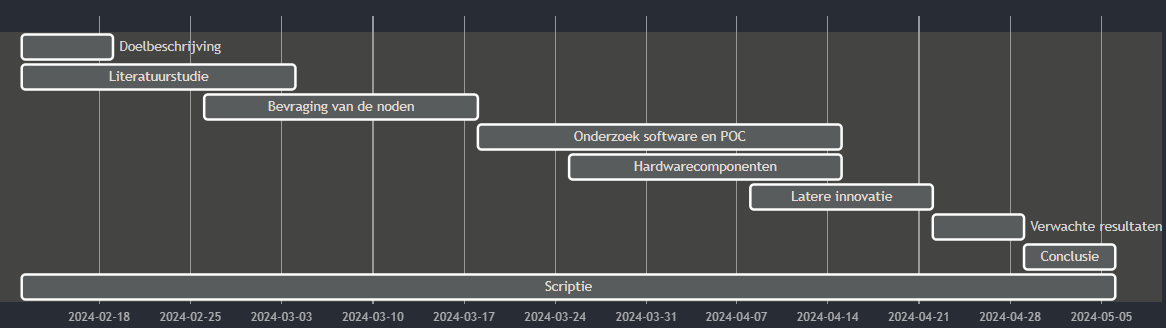 Doelbeschrijving
Literatuurstudie
Bevraging van de noden
Onderzoek software en POC
Hardwarecomponenten
Latere innovatie
Verwachte resultaten
Conclusie
Scriptie
2024-02-18 2024-02-25 2024-03-03 2024-03-10 2024-03-17 2024-03-24 2024-03-31 2024-04-07 2024-04-14 2024-04-21 2024-04-28 2024-05-05